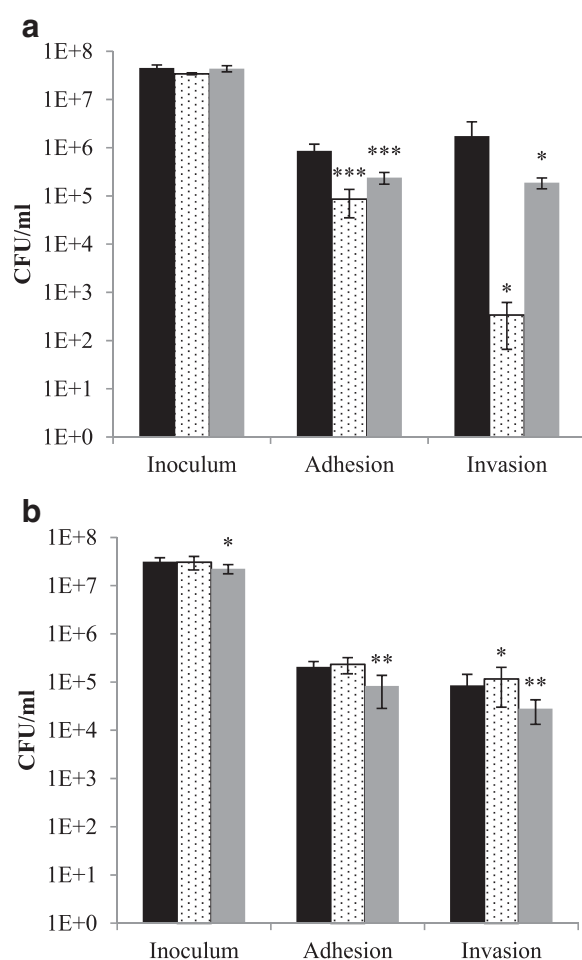 a
1E+8
1E+7
1E+6
1E+5
1E+4
1E+3
1E+2
1E+1
1E+0
CFU/ml
***
***
*
*
Inoculum Adhesion Invasion
b
1E+8
1E+7
1E+6
1E+5
1E+4
1E+3
1E+2
1E+1
1E+0
CFU/ml
*
**
*
**
Inoculum Adhesion Invasion